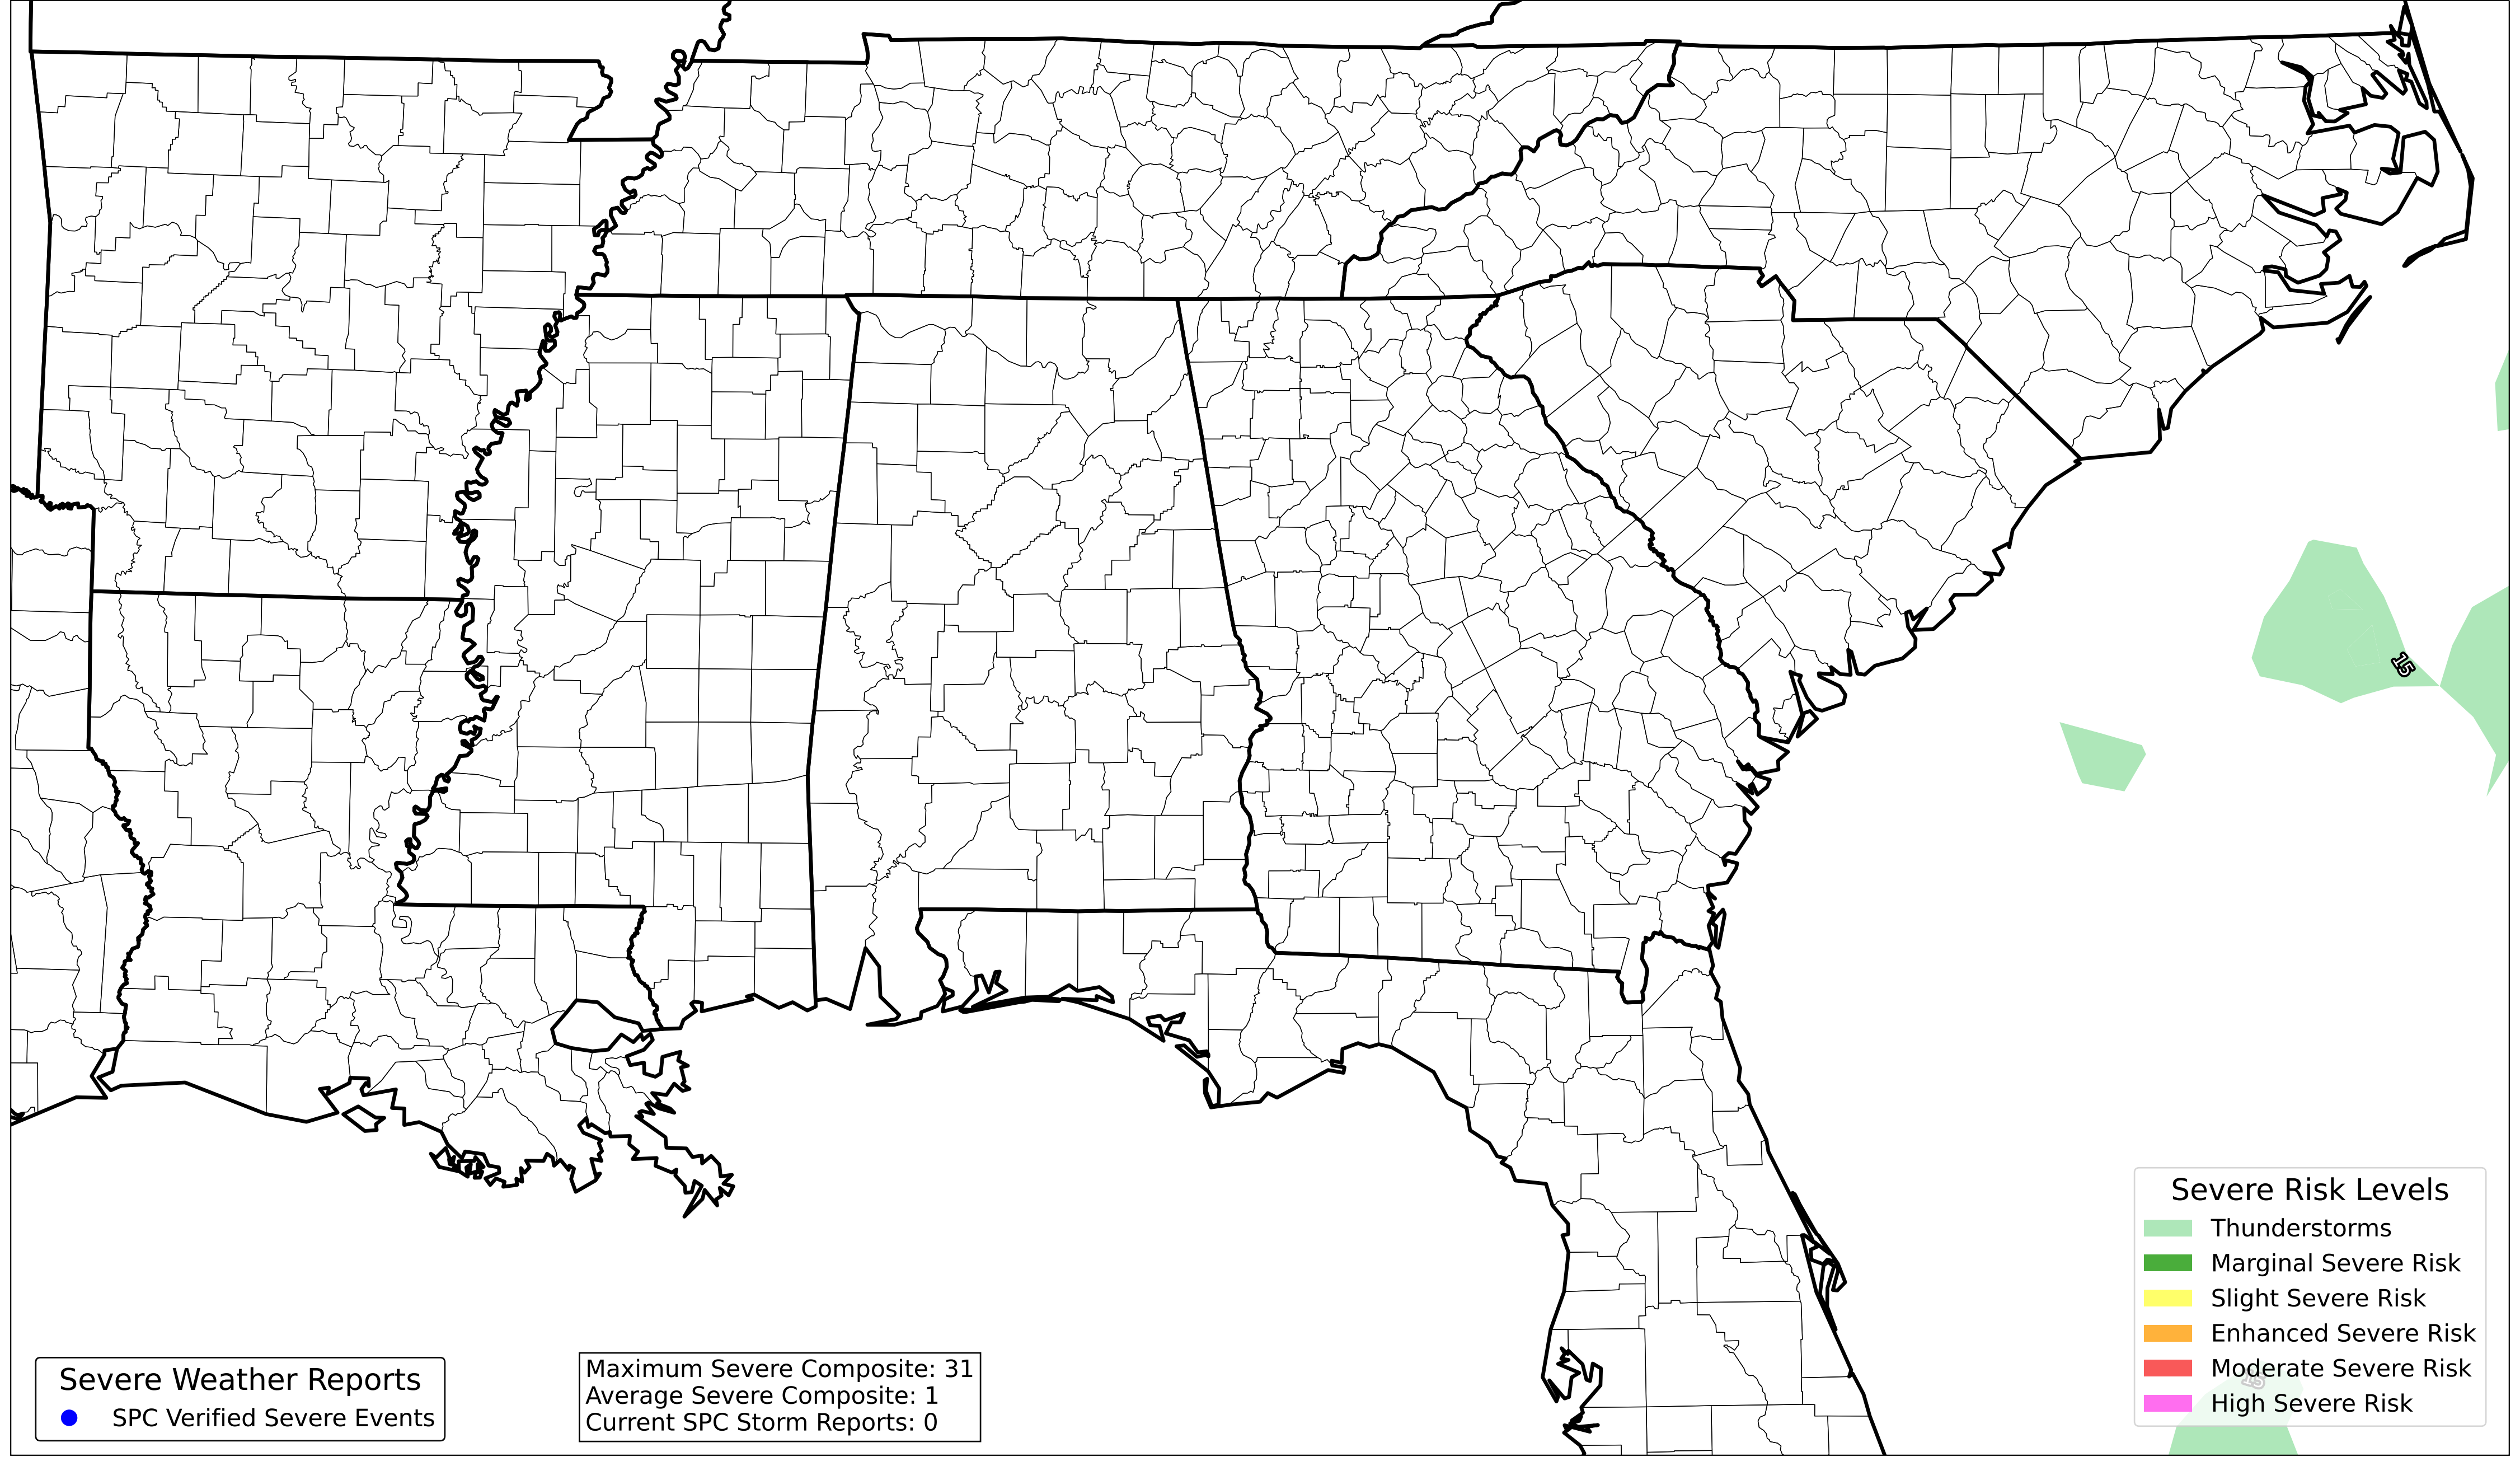 15
Severe Risk Levels
Thunderstorms
Marginal Severe Risk
Slight Severe Risk
Enhanced Severe Risk
Moderate Severe Risk
15
High Severe Risk
Severe Weather Reports
SPC Verified Severe Events
Maximum Severe Composite: 31
Average Severe Composite: 1
Current SPC Storm Reports: 0